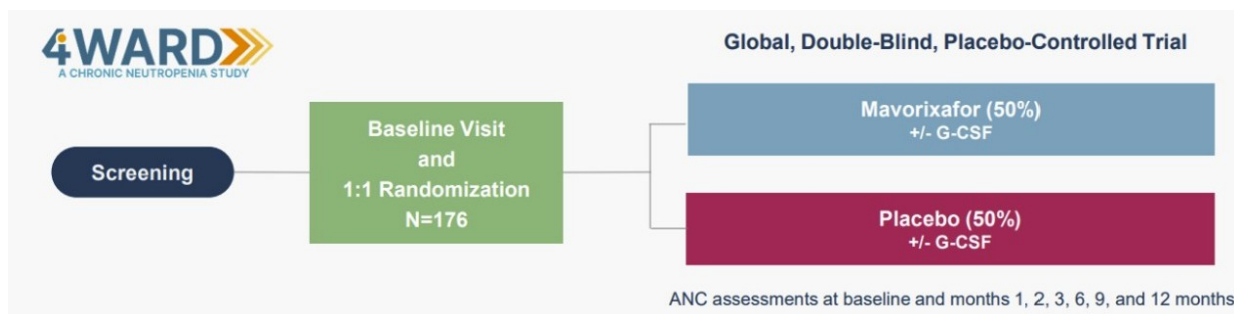 4WARD
A CHRONIC NEUTROPENIA STUDY
Global, Double-Blind, Placebo-Controlled Trial
Screening
Baseline Visit
and
1:1 Randomization
N=176
Mavorixafor (50%)
+/- G-CSF
Placebo (50%)
+/- G-CSF
ANC assessments at baseline and months 1, 2, 3, 6, 9, and 12 months